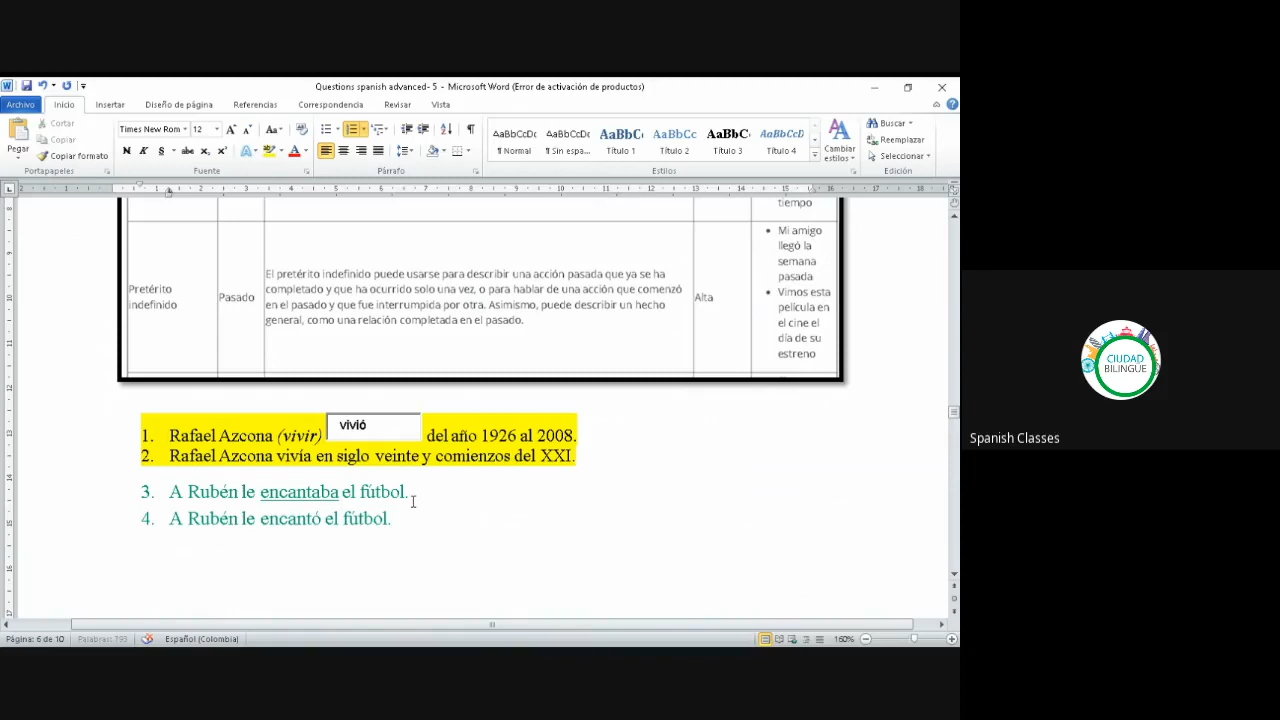 Questions spanish advanced- 5 - Microsoft Word (Error de activación de productos)
Archivo Inicio Insertar Diseño de página Referencias Correspondencia Revisar Vista
Pegar
Cortar
Copiar
Copiar formato
Portapapeles
Times New Rom 12
Fuente
Párrafo
AaBbCcDc AaBbCcDc AaBbC AaBbCc AaBbC AaBbCcD
¶ Normal ¶ Sin espa... Título 1 Título 2 Título 3 Título 4
Cambiar estilos
Estilos
Buscar
Reemplazar
Seleccionar
Edición
tiempo
Pretérito indefinido
Pasado
El pretérito indefinido puede usarse para describir una acción pasada que ya se ha
completado y que ha ocurrido solo una vez, o para hablar de una acción que comenzó
en el pasado y que fue interrumpida por otra. Asimismo, puede describir un hecho
general, como una relación completada en el pasado.
Alta
• Mi amigo
llegó la
semana
pasada
• Vimos esta
película en
el cine el
día de su
estreno
1. Rafael Azcona (vivir) vivió del año 1926 al 2008.
2. Rafael Azcona vivía en siglo veinte y comienzos del XXI.
3. A Rubén le encantaba el fútbol.
4. A Rubén le encantó el fútbol.
Página: 6 de 10 Palabras: 793 Español (Colombia) 160%
CIUDAD
BILINGÜE
Spanish Classes